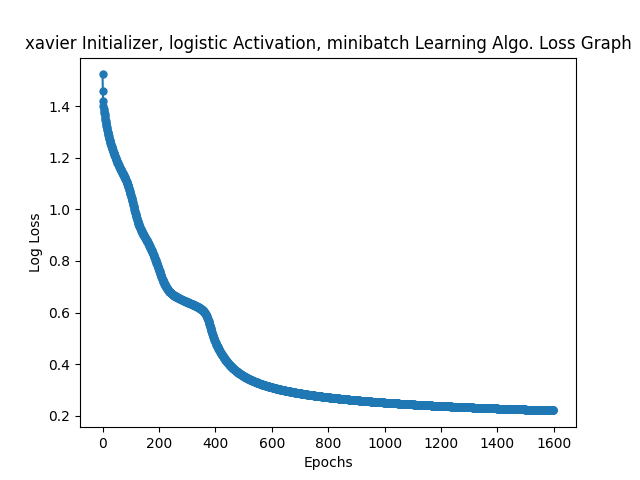 xavier Initializer, logistic Activation, minibatch Learning Algo. Loss Graph
1.4
1.2
1.0
0.8
0.6
0.4
0.2
Log Loss
0 200 400 600 800 1000 1200 1400 1600
Epochs